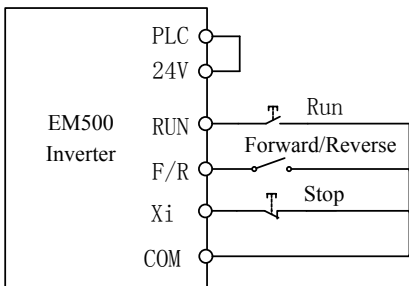 PLC
24V
EM500
Inverter
RUN
Run
Forward/Reverse
F/R
Stop
Xi
COM